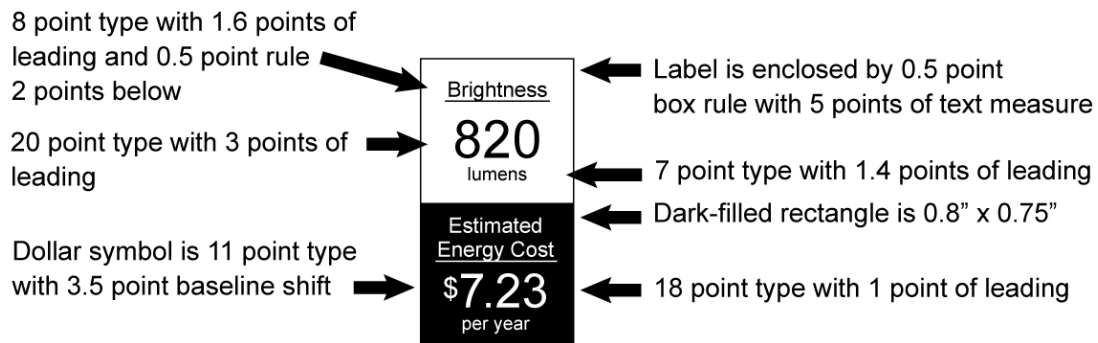 8 point type with 1.6 points of
leading and 0.5 point rule
2 points below
20 point type with 3 points of
leading
Dollar symbol is 11 point type
with 3.5 point baseline shift
Brightness
820
lumens
Estimated
Energy Cost
$7.23
per year
Label is enclosed by 0.5 point
box rule with 5 points of text measure
7 point type with 1.4 points of leading
Dark-filled rectangle is 0.8” x 0.75”
18 point type with 1 point of leading